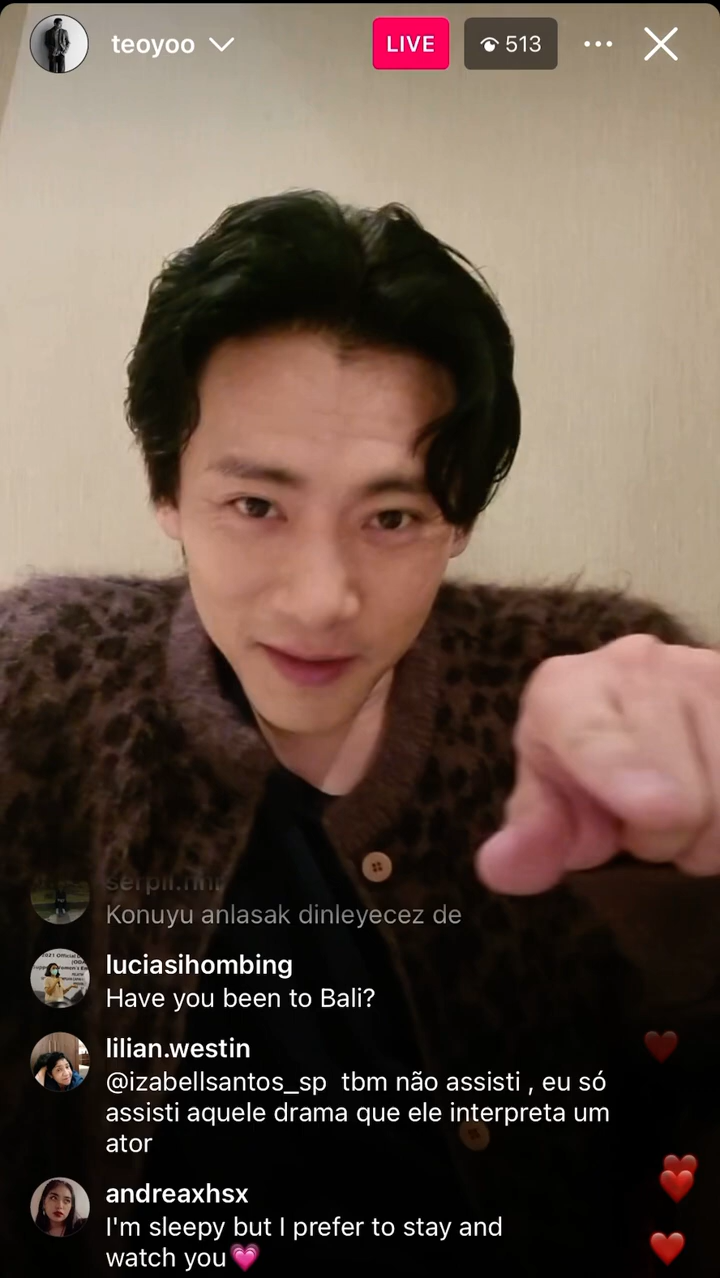 teoyoo
LIVE
513
Konuyu anlasak dinleyecez de
luciasihombing
Have you been to Bali?
lilian.westin
@izabellsantos_sp tbm não assisti , eu só
assisti aquele drama que ele interpreta um
ator
andreaxhsx
I'm sleepy but I prefer to stay and
watch you💗